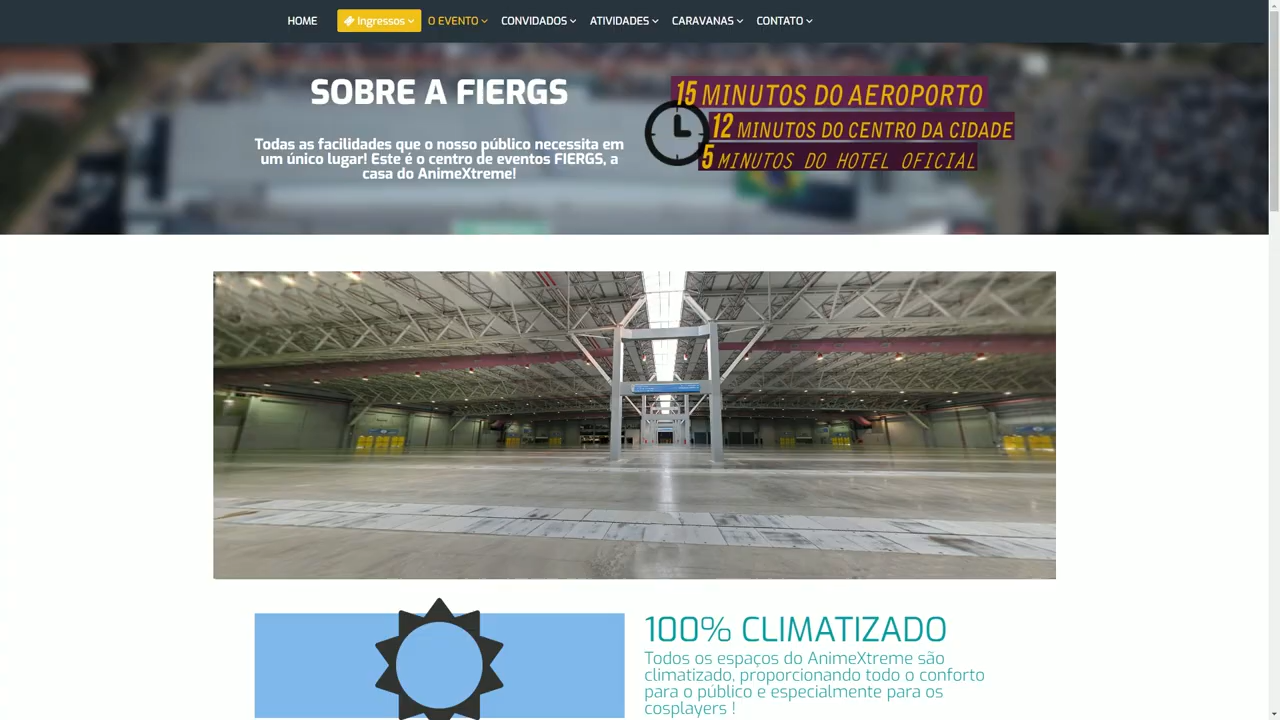 HOME
Ingressos
O EVENTO
CONVIDADOS
ATIVIDADES
CARAVANAS
CONTATO
SOBRE A FIERGS
Todas as facilidades que o nosso público necessita em
um único lugar! Este é o centro de eventos FIERGS, a
casa do AnimeXtreme!
15 MINUTOS DO AEROPORTO
12 MINUTOS DO CENTRO DA CIDADE
5 MINUTOS DO HOTEL OFICIAL
100% CLIMATIZADO
Todos os espaços do AnimeXtreme são
climatizado, proporcionando todo o conforto
para o público e especialmente para os
cosplayers !